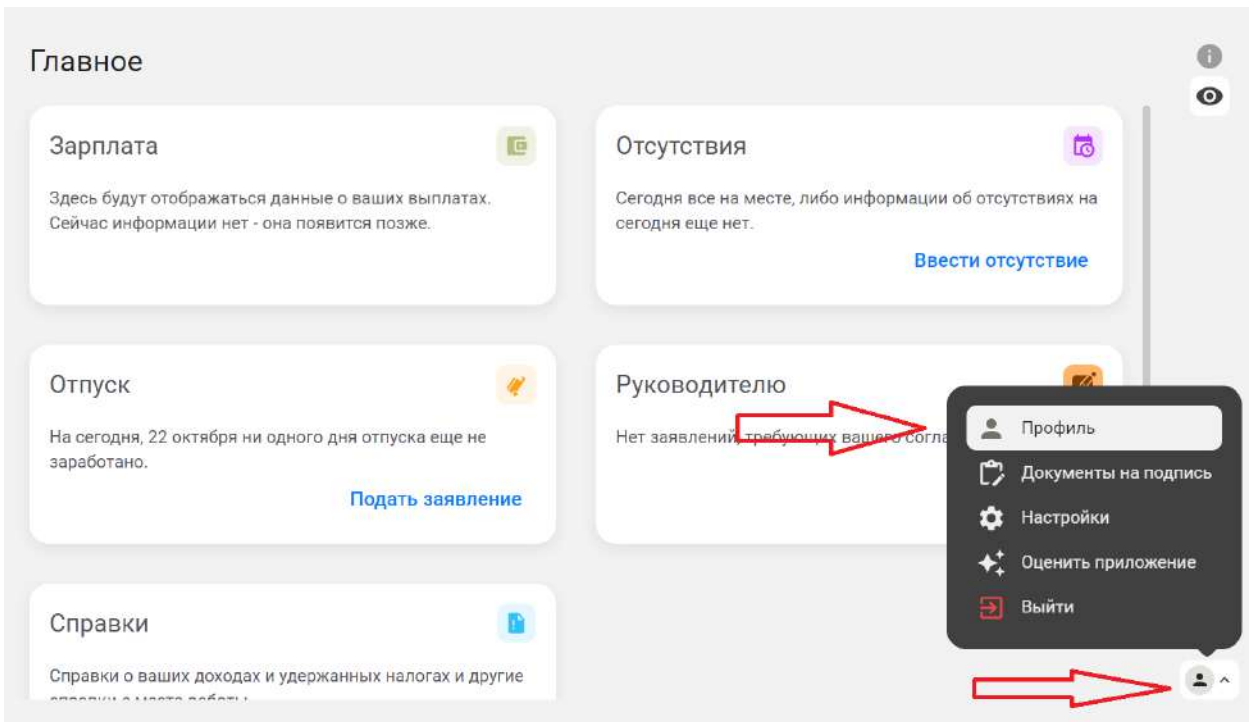 Главное
Зарплата
Здесь будут отображаться данные о ваших выплатах.
Сейчас информации нет - она появится позже.
Отсутствия
Сегодня все на месте, либо информации об отсутствиях на
сегодня еще нет.
Ввести отсутствие
Отпуск
На сегодня, 22 октября ни одного дня отпуска еще не
заработано.
Подать заявление
Руководителю
Нет заявлений, требующих вашего
Профиль
Документы на подпись
Настройки
Оценить приложение
Выйти
Справки
Справки о ваших доходах и удержанных налогах и другие